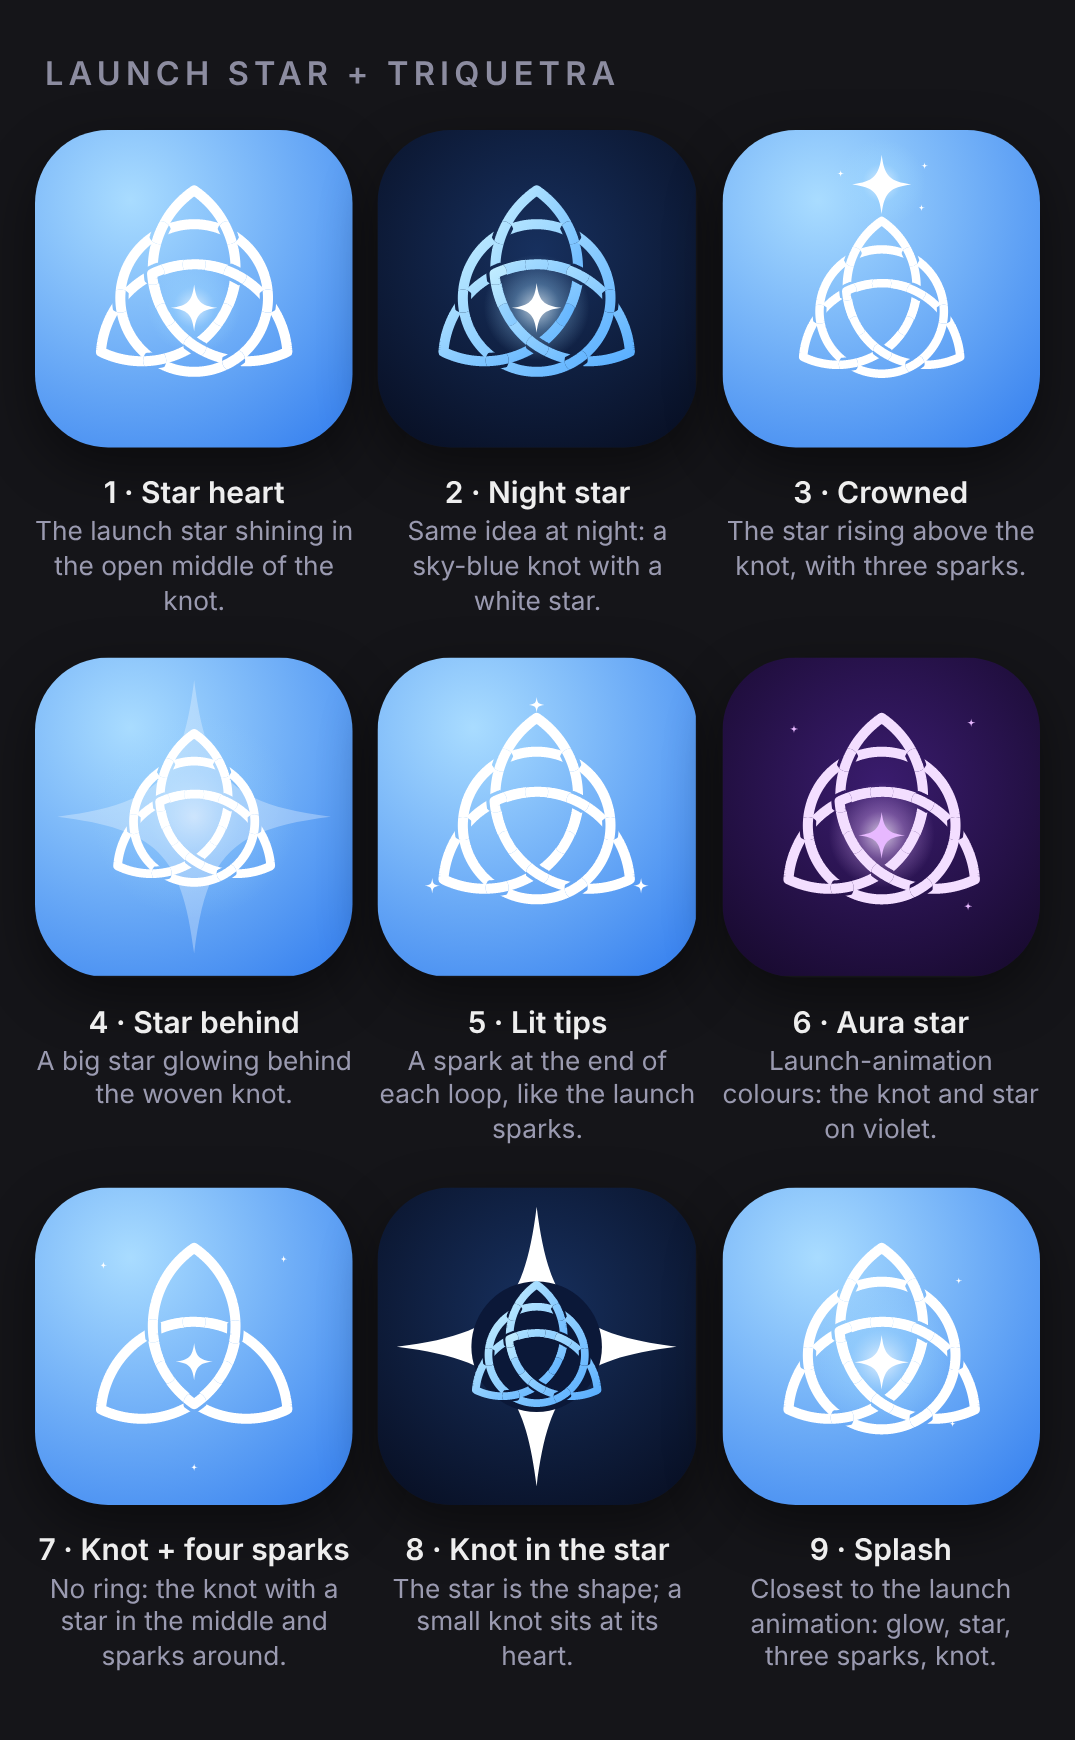 LAUNCH STAR + TRIQUETRA
1 · Star heart
The launch star shining in
the open middle of the
knot.
2 · Night star
Same idea at night: a
sky-blue knot with a
white star.
3 · Crowned
The star rising above the
knot, with three sparks.
4 · Star behind
A big star glowing behind
the woven knot.
5 · Lit tips
A spark at the end of
each loop, like the launch
sparks.
6 · Aura star
Launch-animation
colours: the knot and star
on violet.
7 · Knot + four sparks
No ring: the knot with a
star in the middle and
sparks around.
8 · Knot in the star
The star is the shape; a
small knot sits at its
heart.
9 · Splash
Closest to the launch
animation: glow, star,
three sparks, knot.